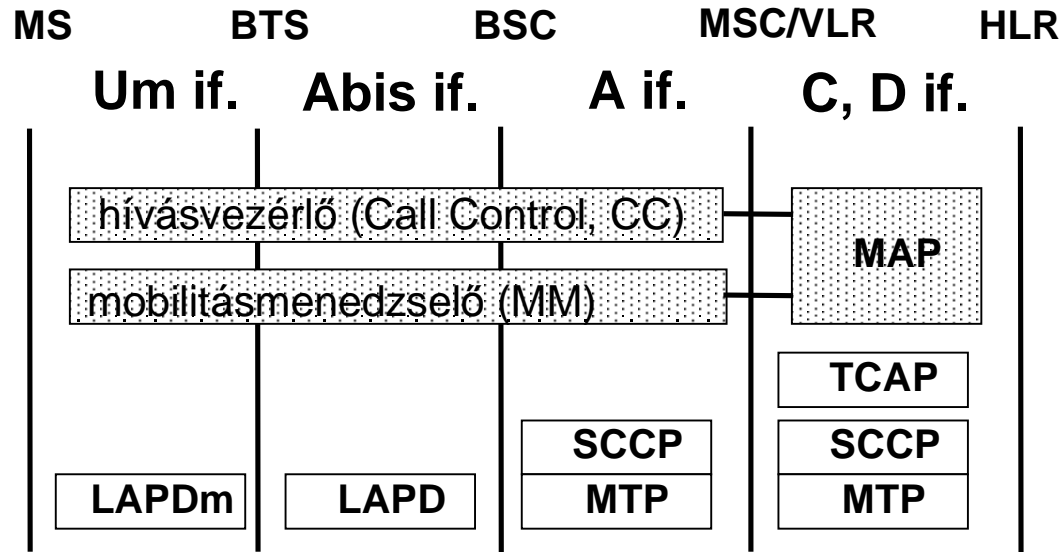 MS BTS BSC MSC/VLR HLR
Um if. Abis if. A if. C, D if.
hívásvezérlő (Call Control, CC)
MAP
mobilitásmenedzselő (MM)
TCAP
SCCP SCCP
LAPDm LAPD MTP MTP